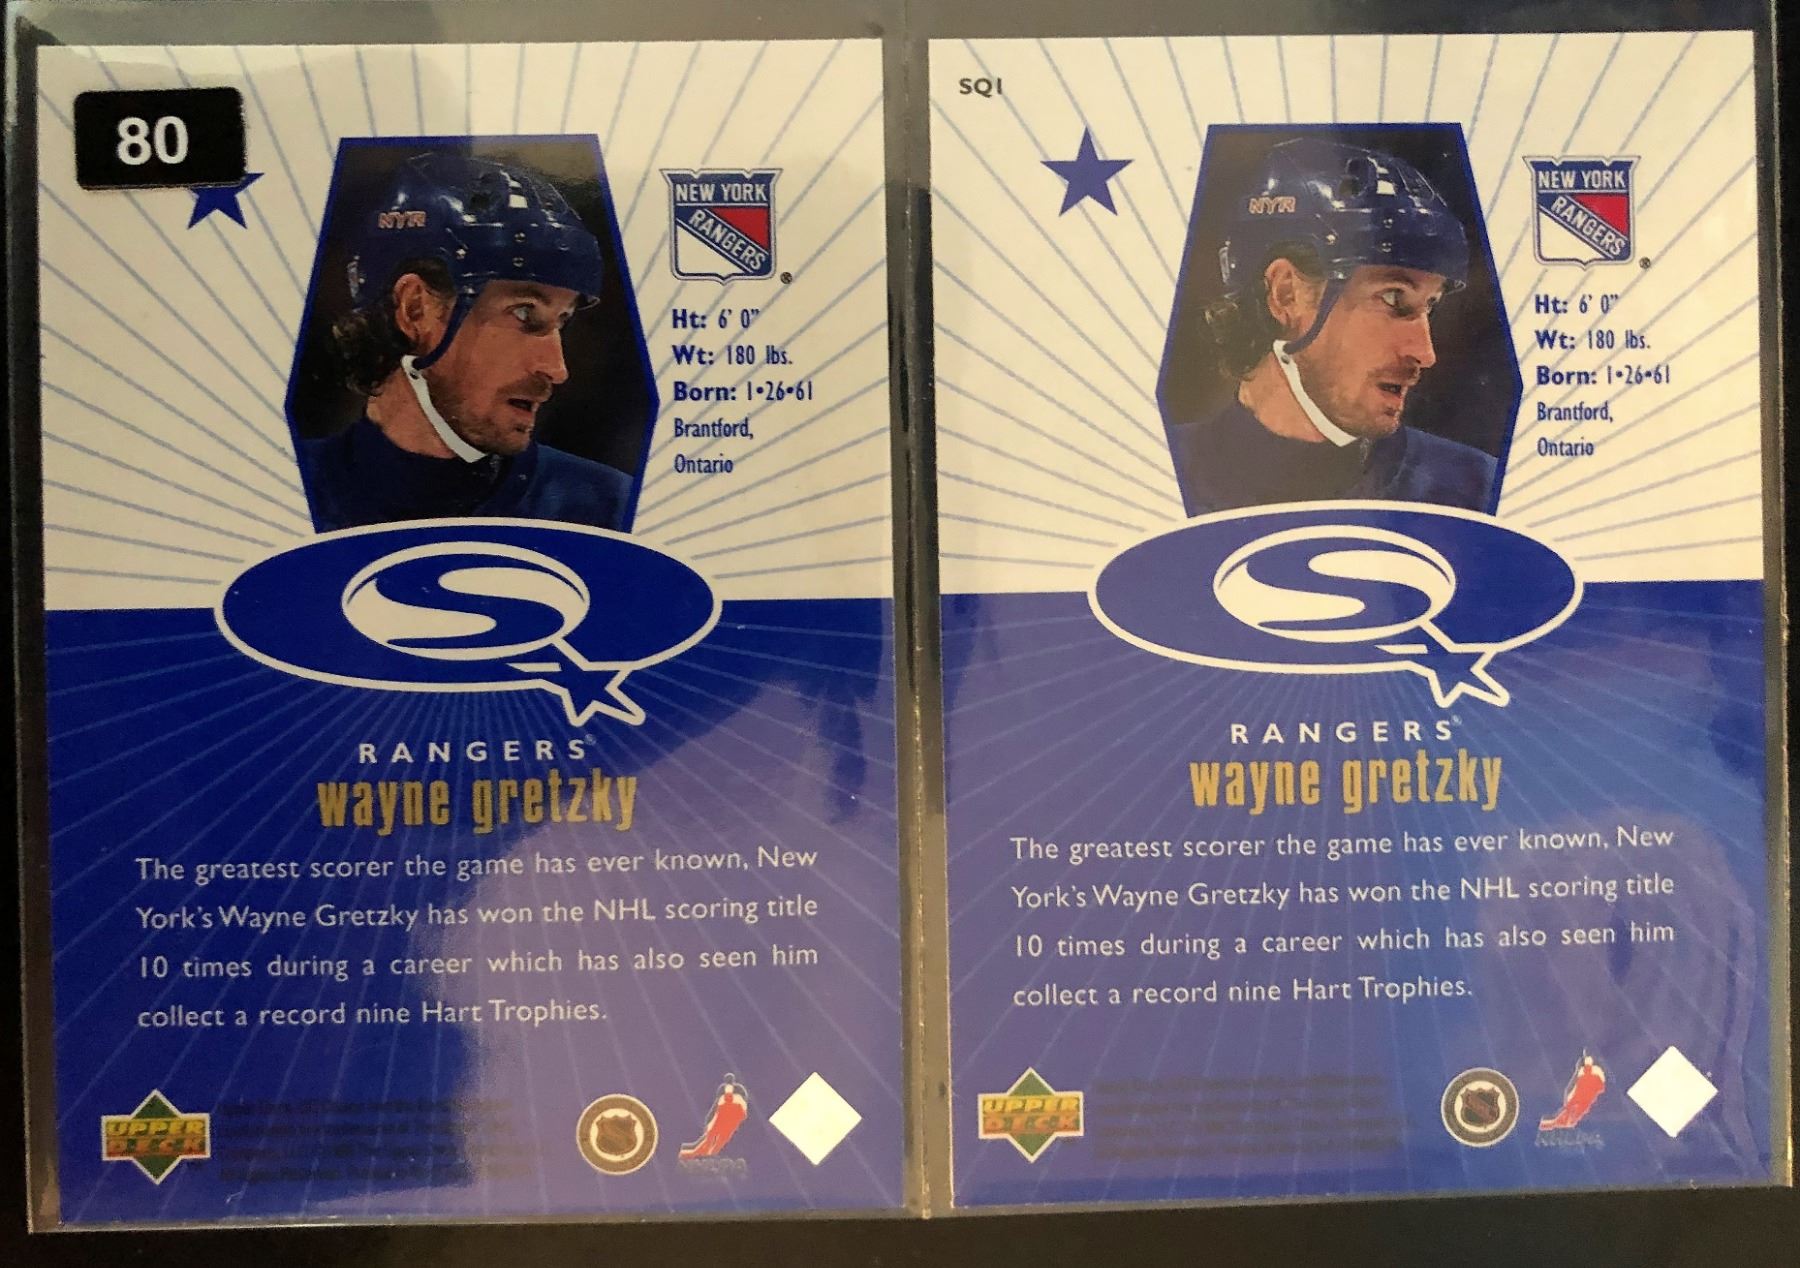 80
NYR
NEW YORK
RANGERS
®
Ht: 6' 0"
Wt: 180 lbs.
Born: 1•26•61
Brantford,
Ontario
SQ
RANGERS®
wayne gretzky
The greatest scorer the game has ever known, New
York's Wayne Gretzky has won the NHL scoring title
10 times during a career which has also seen him
collect a record nine Hart Trophies.
UPPER
DECK
NHLPA
SQ1
NYR
NEW YORK
RANGERS
®
Ht: 6' 0"
Wt: 180 lbs.
Born: 1•26•61
Brantford,
Ontario
SQ
RANGERS®
wayne gretzky
The greatest scorer the game has ever known, New
York's Wayne Gretzky has won the NHL scoring title
10 times during a career which has also seen him
collect a record nine Hart Trophies.
UPPER
DECK
NHLPA